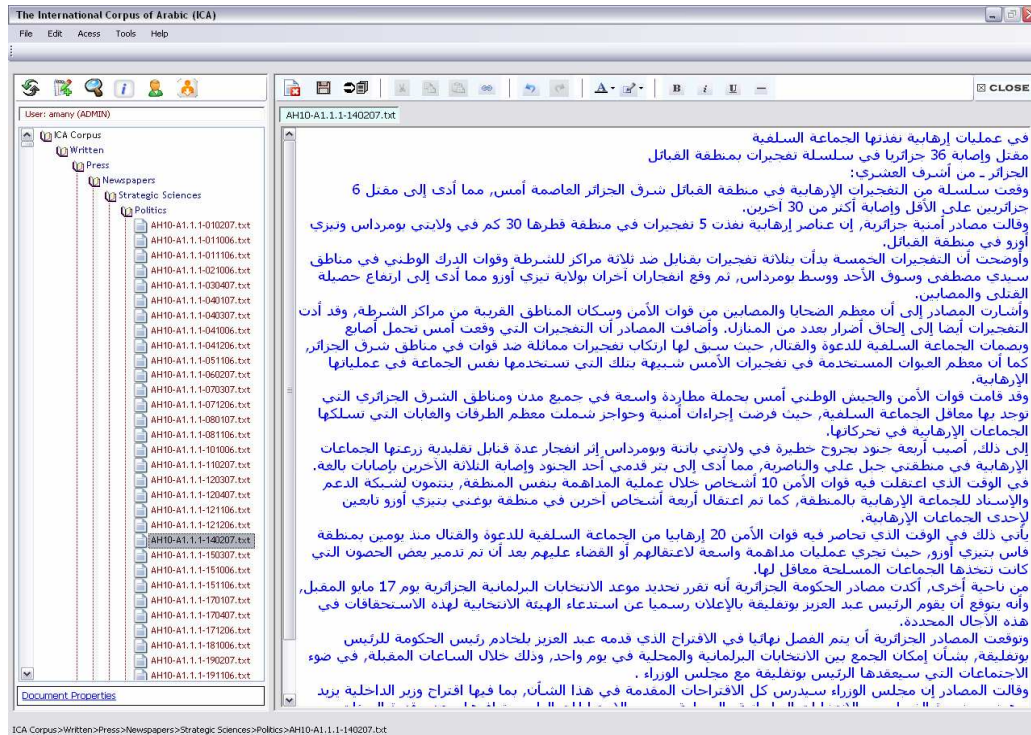 The International Corpus of Arabic (ICA)
File Edit Acess Tools Help
CLOSE
User: amany (ADMIN)
ICA Corpus
Written
Press
Newspapers
Strategic Sciences
Politics
AH10-A1.1.1-010207.txt
AH10-A1.1.1-011006.txt
AH10-A1.1.1-011106.txt
AH10-A1.1.1-021006.txt
AH10-A1.1.1-030407.txt
AH10-A1.1.1-040107.txt
AH10-A1.1.1-040307.txt
AH10-A1.1.1-041006.txt
AH10-A1.1.1-041206.txt
AH10-A1.1.1-051106.txt
AH10-A1.1.1-060207.txt
AH10-A1.1.1-070307.txt
AH10-A1.1.1-071206.txt
AH10-A1.1.1-080107.txt
AH10-A1.1.1-081106.txt
AH10-A1.1.1-101006.txt
AH10-A1.1.1-110207.txt
AH10-A1.1.1-120307.txt
AH10-A1.1.1-120407.txt
AH10-A1.1.1-121106.txt
AH10-A1.1.1-121206.txt
AH10-A1.1.1-140207.txt
AH10-A1.1.1-150307.txt
AH10-A1.1.1-151006.txt
AH10-A1.1.1-151106.txt
AH10-A1.1.1-170107.txt
AH10-A1.1.1-170407.txt
AH10-A1.1.1-171206.txt
AH10-A1.1.1-181006.txt
AH10-A1.1.1-190207.txt
AH10-A1.1.1-191106.txt
Document Properties
AH10-A1.1.1-140207.txt
في عمليات إرهابية نفذتها الجماعة السلفية
مقتل وإصابة 36 جزائريا في سلسلة تفجيرات بمنطقة القبائل
الجزائر ـ من أشرف العشري:
وقعت سلسلة من التفجيرات الإرهابية في منطقة القبائل شرق الجزائر العاصمة أمس, مما أدى إلى مقتل 6
جزائريين على الأقل وإصابة أكثر من 30 آخرين.
وقالت مصادر أمنية جزائرية, إن عناصر إرهابية نفذت 5 تفجيرات في منطقة قطرها 30 كم في ولايتي بومرداس وتيزي
أوزو في منطقة القبائل.
وأوضحت أن التفجيرات الخمسة بدأت بثلاثة تفجيرات بقنابل ضد ثلاثة مراكز للشرطة وقوات الدرك الوطني في مناطق
سيدي مصطفى وسوق الأحد ووسط بومرداس, ثم وقع انفجاران آخران بولاية تيزي أوزو مما أدى إلى ارتفاع حصيلة
القتلى والمصابين.
وأشارت المصادر إلى أن معظم الضحايا والمصابين من قوات الأمن وسكان المناطق القريبة من مراكز الشرطة, وقد أدت
التفجيرات أيضا إلى إلحاق أضرار بعدد من المنازل. وأضافت المصادر أن التفجيرات التي وقعت أمس تحمل أصابع
وبصمات الجماعة السلفية للدعوة والقتال, حيث سبق لها ارتكاب تفجيرات مماثلة ضد قوات في مناطق شرق الجزائر,
كما أن معظم العبوات المستخدمة في تفجيرات الأمس شبيهة بتلك التي تستخدمها نفس الجماعة في عملياتها
الإرهابية.
وقد قامت قوات الأمن والجيش الوطني أمس بحملة مطاردة واسعة في جميع مدن ومناطق الشرق الجزائري التي
توجد بها معاقل الجماعة السلفية, حيث فرضت إجراءات أمنية وحواجز شملت معظم الطرقات والغابات التي تسلكها
الجماعات الإرهابية في تحركاتها.
إلى ذلك, أصيب أربعة جنود بجروح خطيرة في ولايتي باتنة وبومرداس إثر انفجار عدة قنابل تقليدية زرعتها الجماعات
الإرهابية في منطقتي جبل علي والناصرية, مما أدى إلى بتر قدمي أحد الجنود وإصابة الثلاثة الآخرين بإصابات بالغة.
في الوقت الذي اعتقلت فيه قوات الأمن 10 أشخاص خلال عملية المداهمة بنفس المنطقة, ينتمون لشبكة الدعم
والإسناد للجماعة الإرهابية بالمنطقة, كما تم اعتقال أربعة أشخاص آخرين في منطقة بوغني بتيزي أوزو تابعين
لإحدى الجماعات الإرهابية.
يأتي ذلك في الوقت الذي تحاصر فيه قوات الأمن 20 إرهابيا من الجماعة السلفية للدعوة والقتال منذ يومين بمنطقة
فاس بتيزي أوزو, حيث تجري عمليات مداهمة واسعة لاعتقالهم أو القضاء عليهم بعد أن تم تدمير بعض الحصون التي
كانت تتخذها الجماعات المسلحة معاقل لها.
من ناحية أخرى, أكدت مصادر الحكومة الجزائرية أنه تقرر تحديد موعد الانتخابات البرلمانية الجزائرية يوم 17 مايو المقبل,
وأنه يتوقع أن يقوم الرئيس عبد العزيز بوتفليقة بالإعلان رسميا عن استدعاء الهيئة الانتخابية لهذه الاستحقاقات في
هذه الآجال المحددة.
وتوقعت المصادر الجزائرية أن يتم الفصل نهائيا في الاقتراح الذي قدمه عبد العزيز بلخادم رئيس الحكومة للرئيس
بوتفليقة, بشأن إمكان الجمع بين الانتخابات البرلمانية والمحلية في يوم واحد, وذلك خلال الساعات المقبلة, في ضوء
الاجتماعات التي سيعقدها الرئيس بوتفليقة مع مجلس الوزراء .
وقالت المصادر إن مجلس الوزراء سيدرس كل الاقتراحات المقدمة في هذا الشأن, بما فيها اقتراح وزير الداخلية يزيد
ICA Corpus>Written>Press>Newspapers>Strategic Sciences>Politics>AH10-A1.1.1-140207.txt